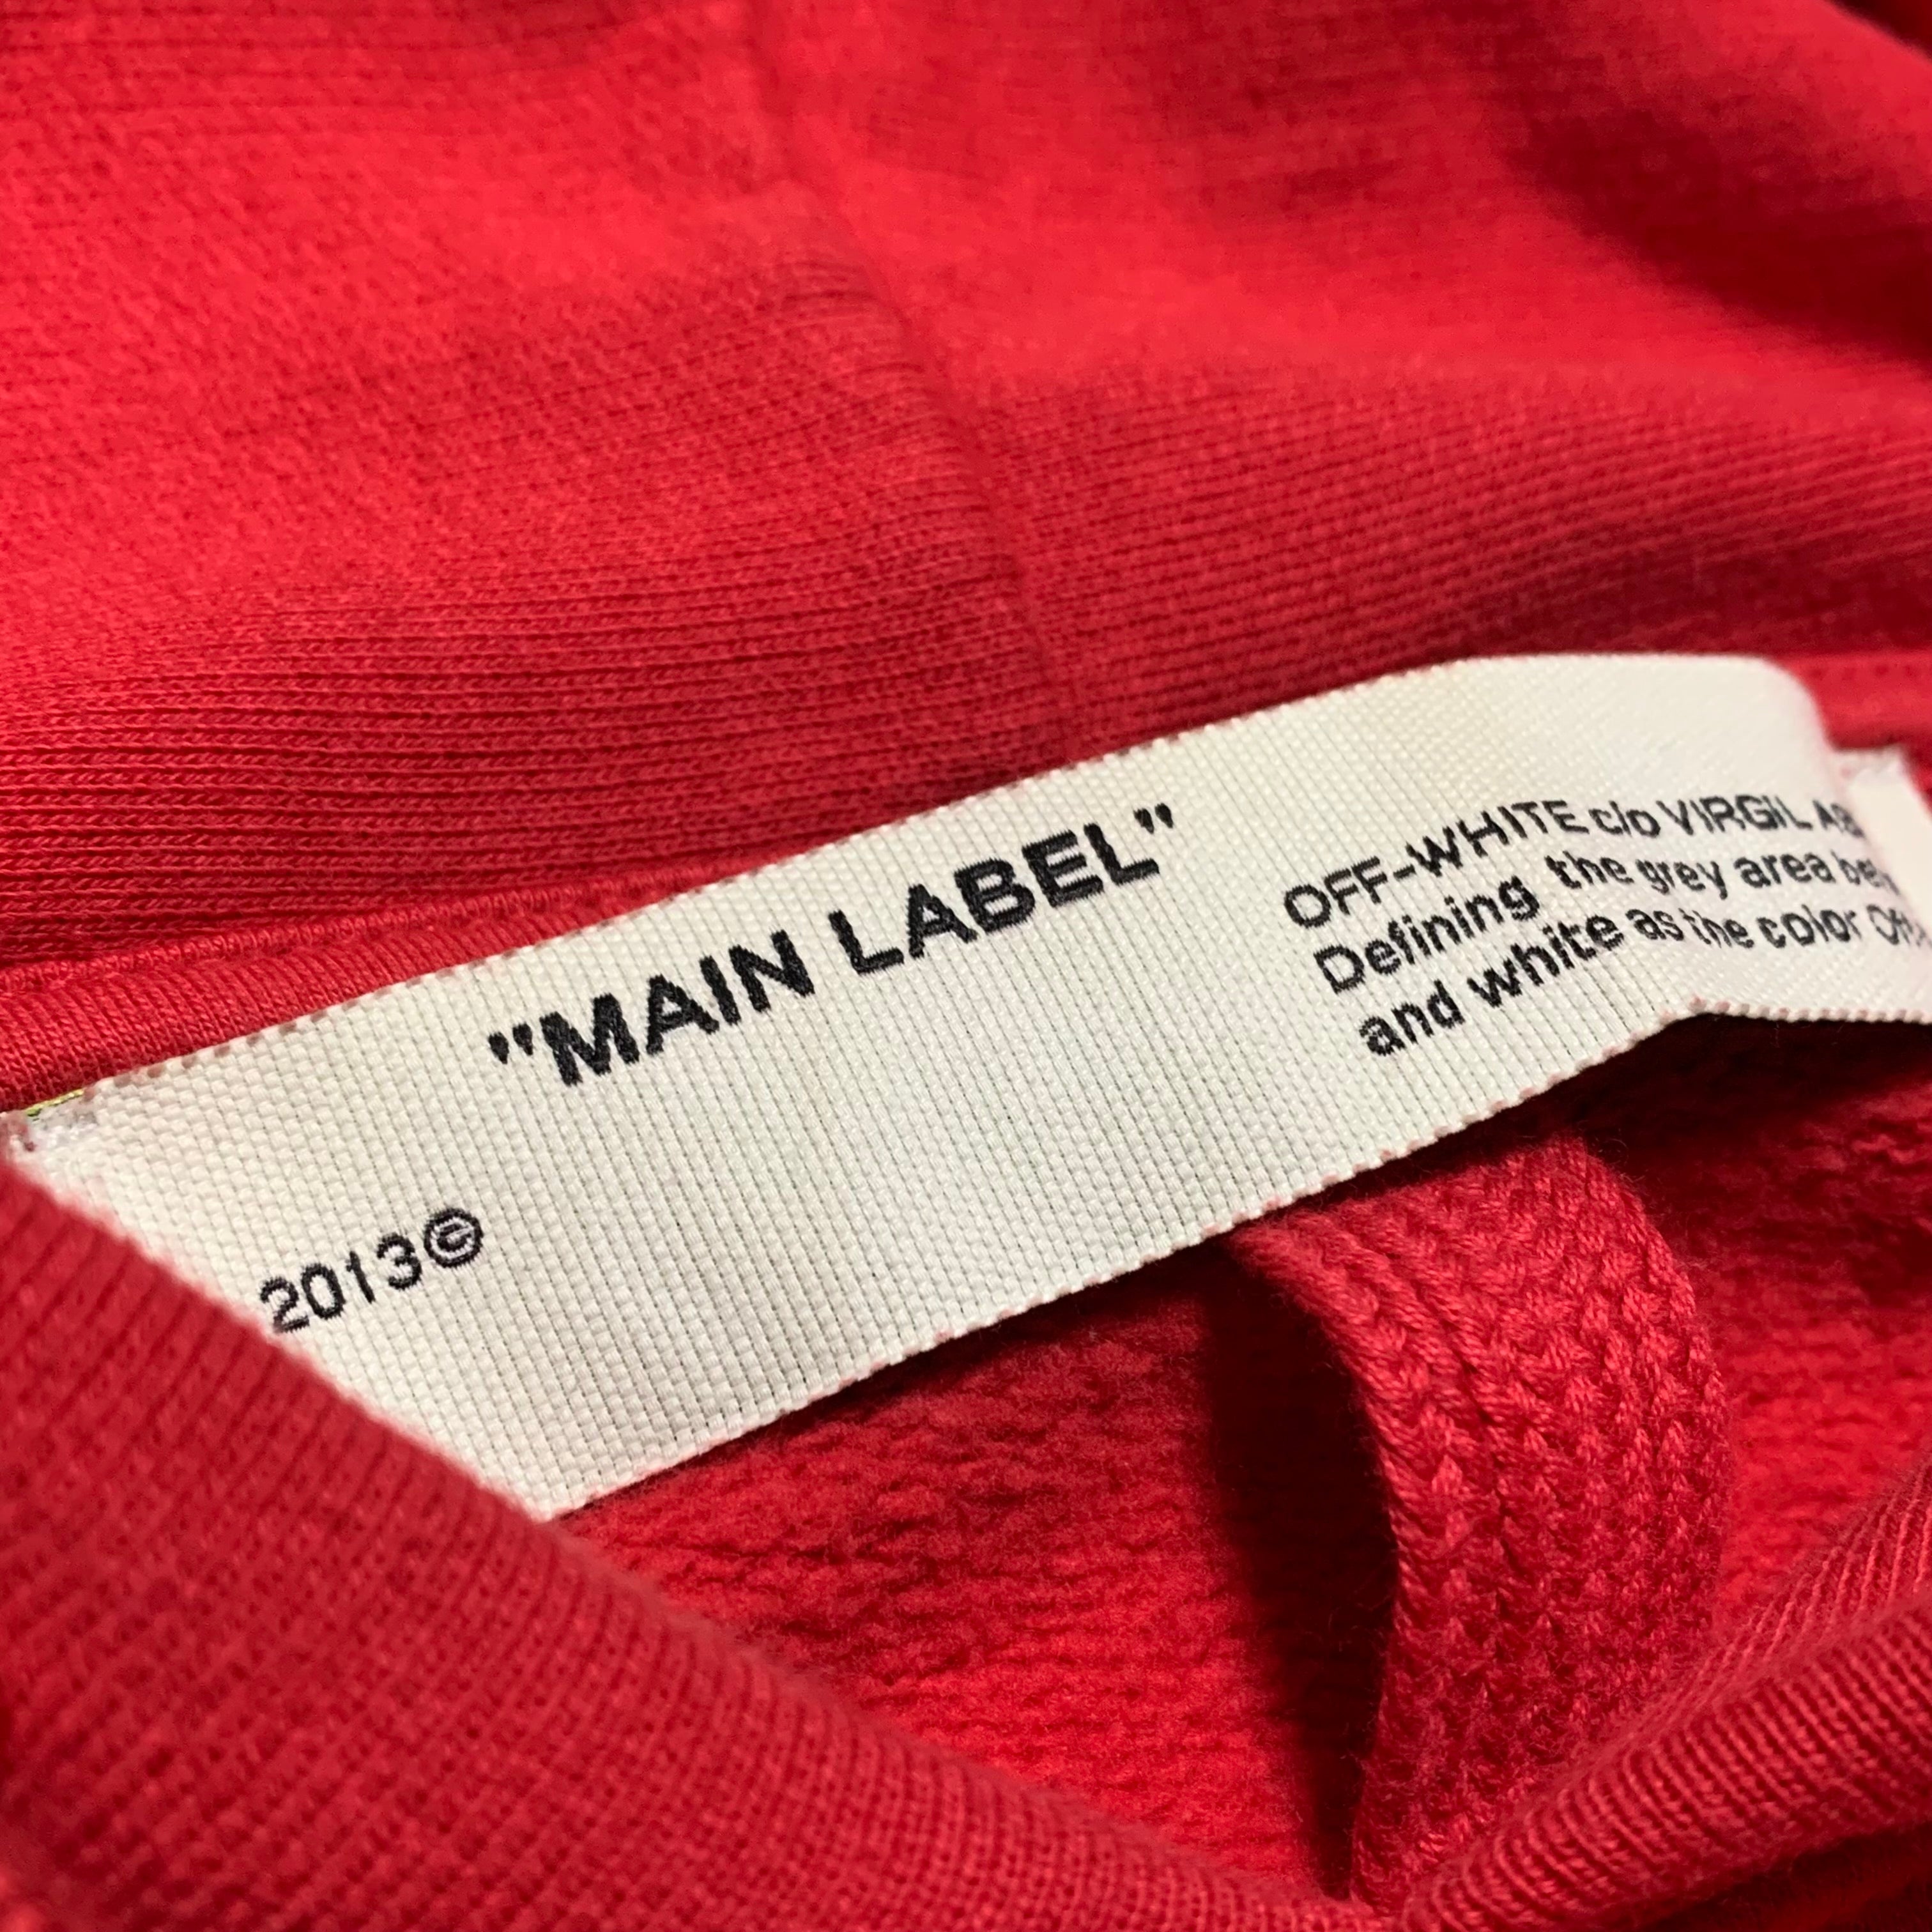 "MAIN LABEL"
OFF-WHITE c/o VIRGIL
Defining the grey area
and white as the color
2013©